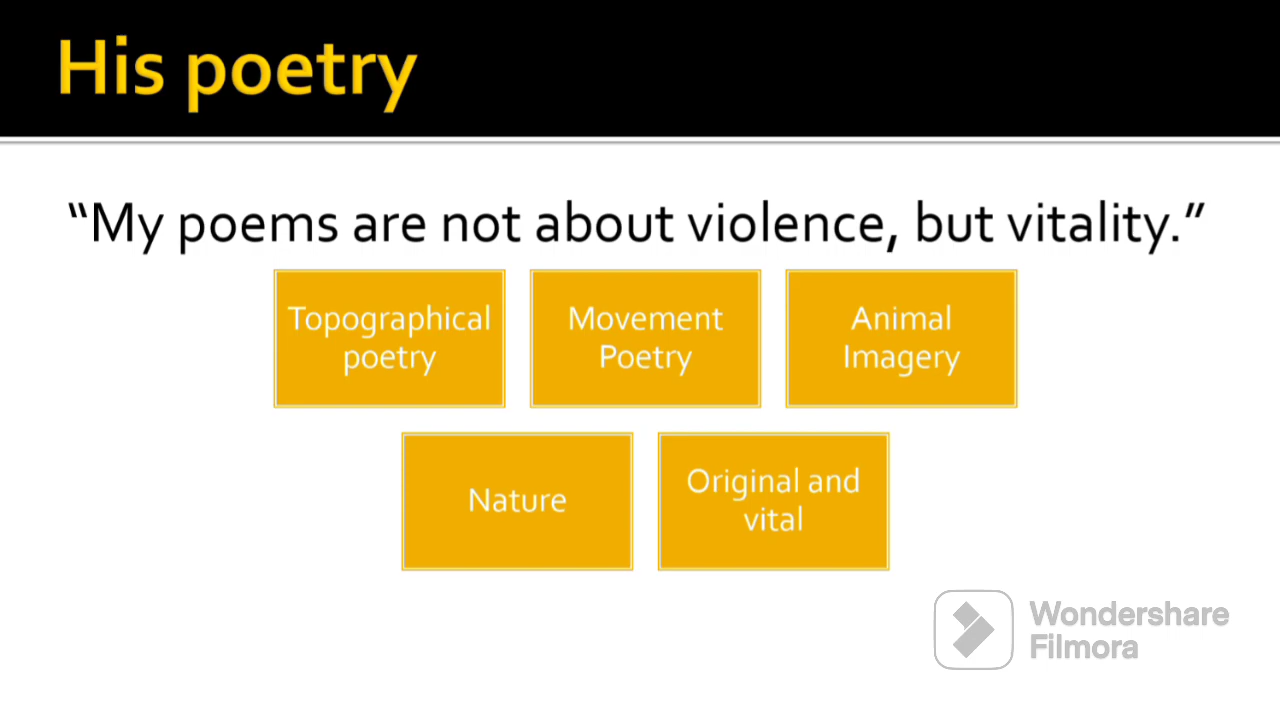 His poetry
“My poems are not about violence, but vitality.”
Topographical
poetry
Movement
Poetry
Animal
Imagery
Nature
Original and
vital
Wondershare
Filmora